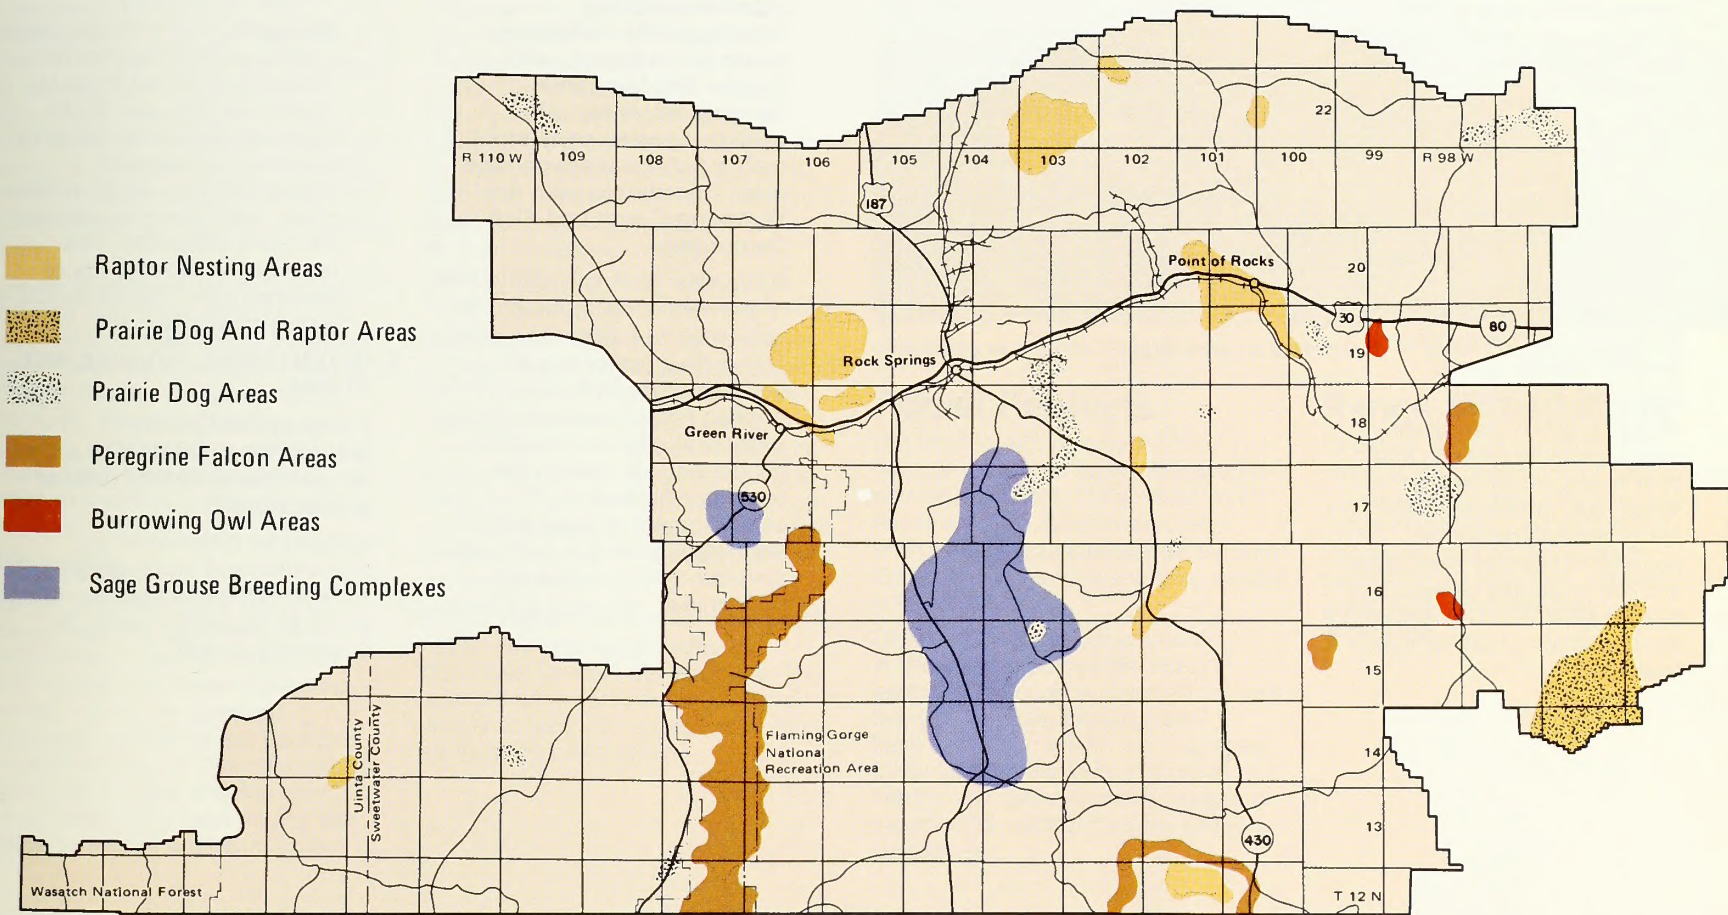 22
R 110 W 109 108 107 106 105 104 103 102 101 100 99 R 98 W
187
Raptor Nesting Areas
Prairie Dog And Raptor Areas
Prairie Dog Areas
Peregrine Falcon Areas
Burrowing Owl Areas
Sage Grouse Breeding Complexes
Point of Rocks
20
30
80
19
Rock Springs
18
Green River
530
17
16
15
Flaming Gorge
National
Recreation Area
14
Uinta County
Sweetwater County
13
430
Wasatch National Forest
T 12 N